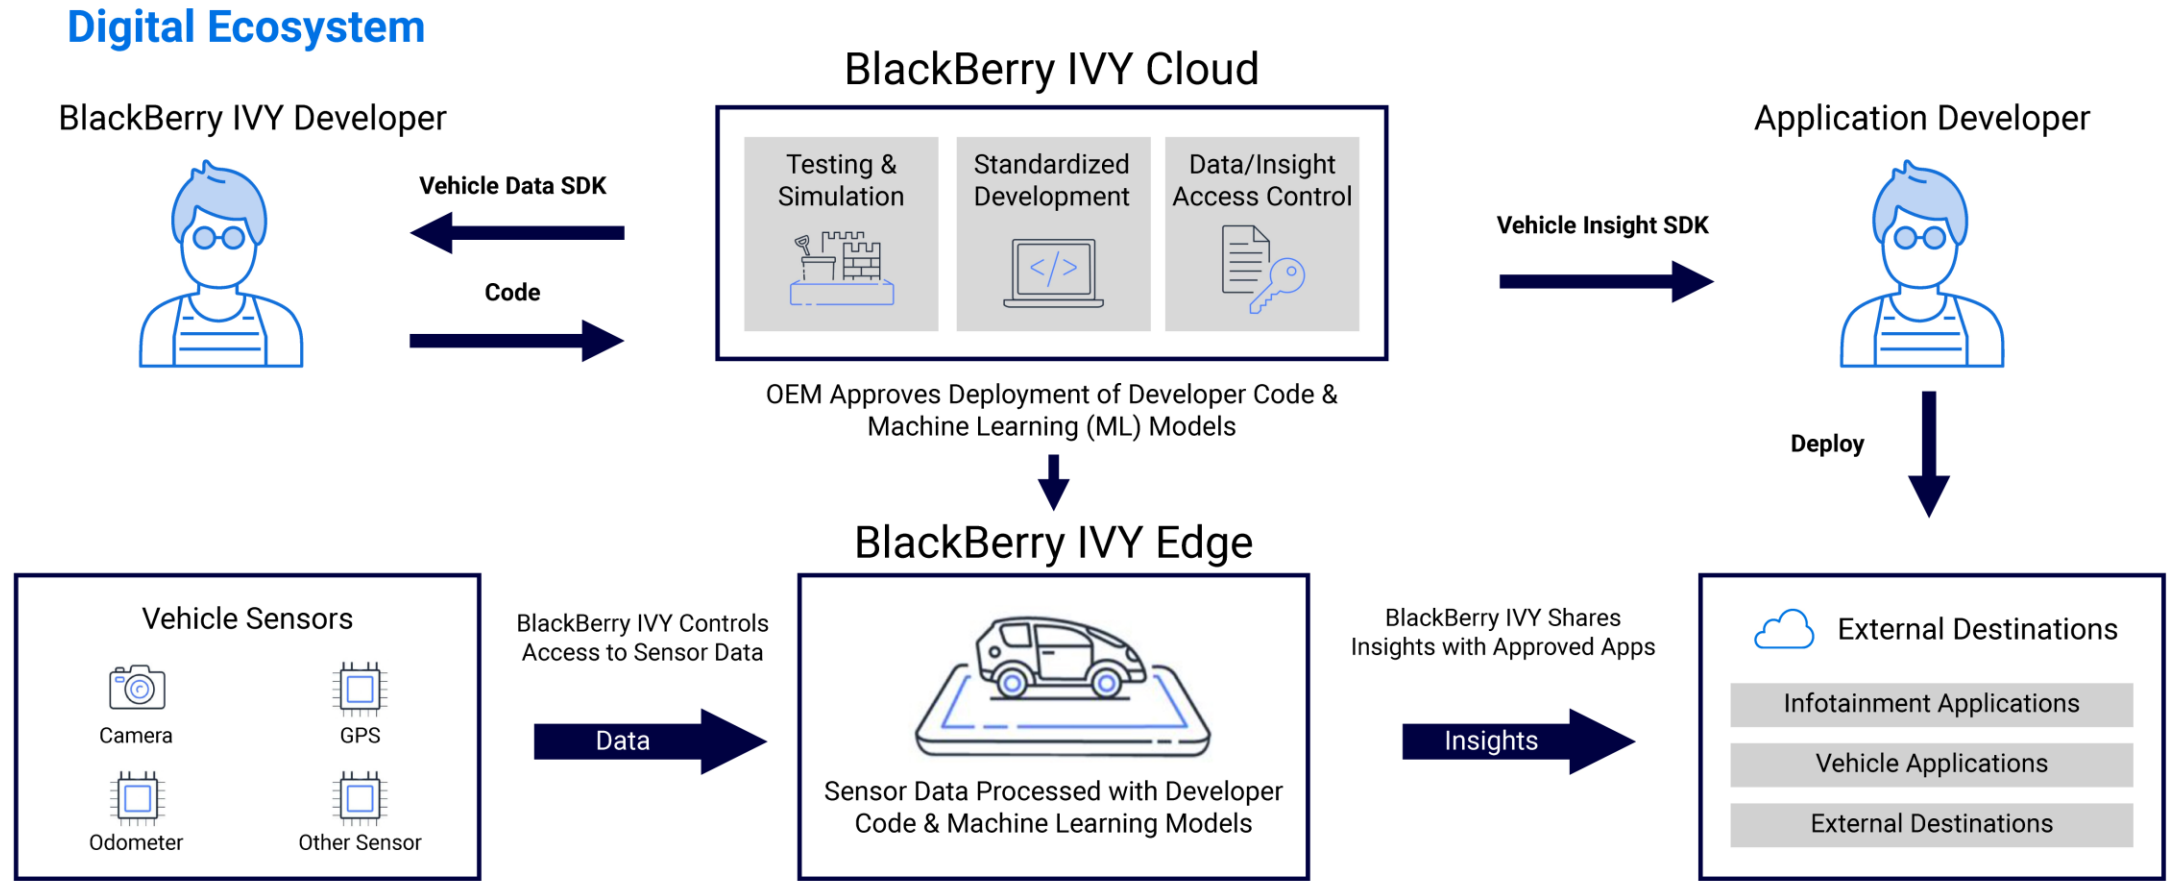 Digital Ecosystem
BlackBerry IVY Cloud
BlackBerry IVY Developer
Application Developer
Vehicle Data SDK
Code
Testing &
Simulation
Standardized
Development
Data/Insight
Access Control
</>
Vehicle Insight SDK
OEM Approves Deployment of Developer Code &
Machine Learning (ML) Models
Deploy
BlackBerry IVY Edge
Vehicle Sensors
Camera
GPS
Odometer
Other Sensor
BlackBerry IVY Controls
Access to Sensor Data
Data
Sensor Data Processed with Developer
Code & Machine Learning Models
BlackBerry IVY Shares
Insights with Approved Apps
Insights
External Destinations
Infotainment Applications
Vehicle Applications
External Destinations